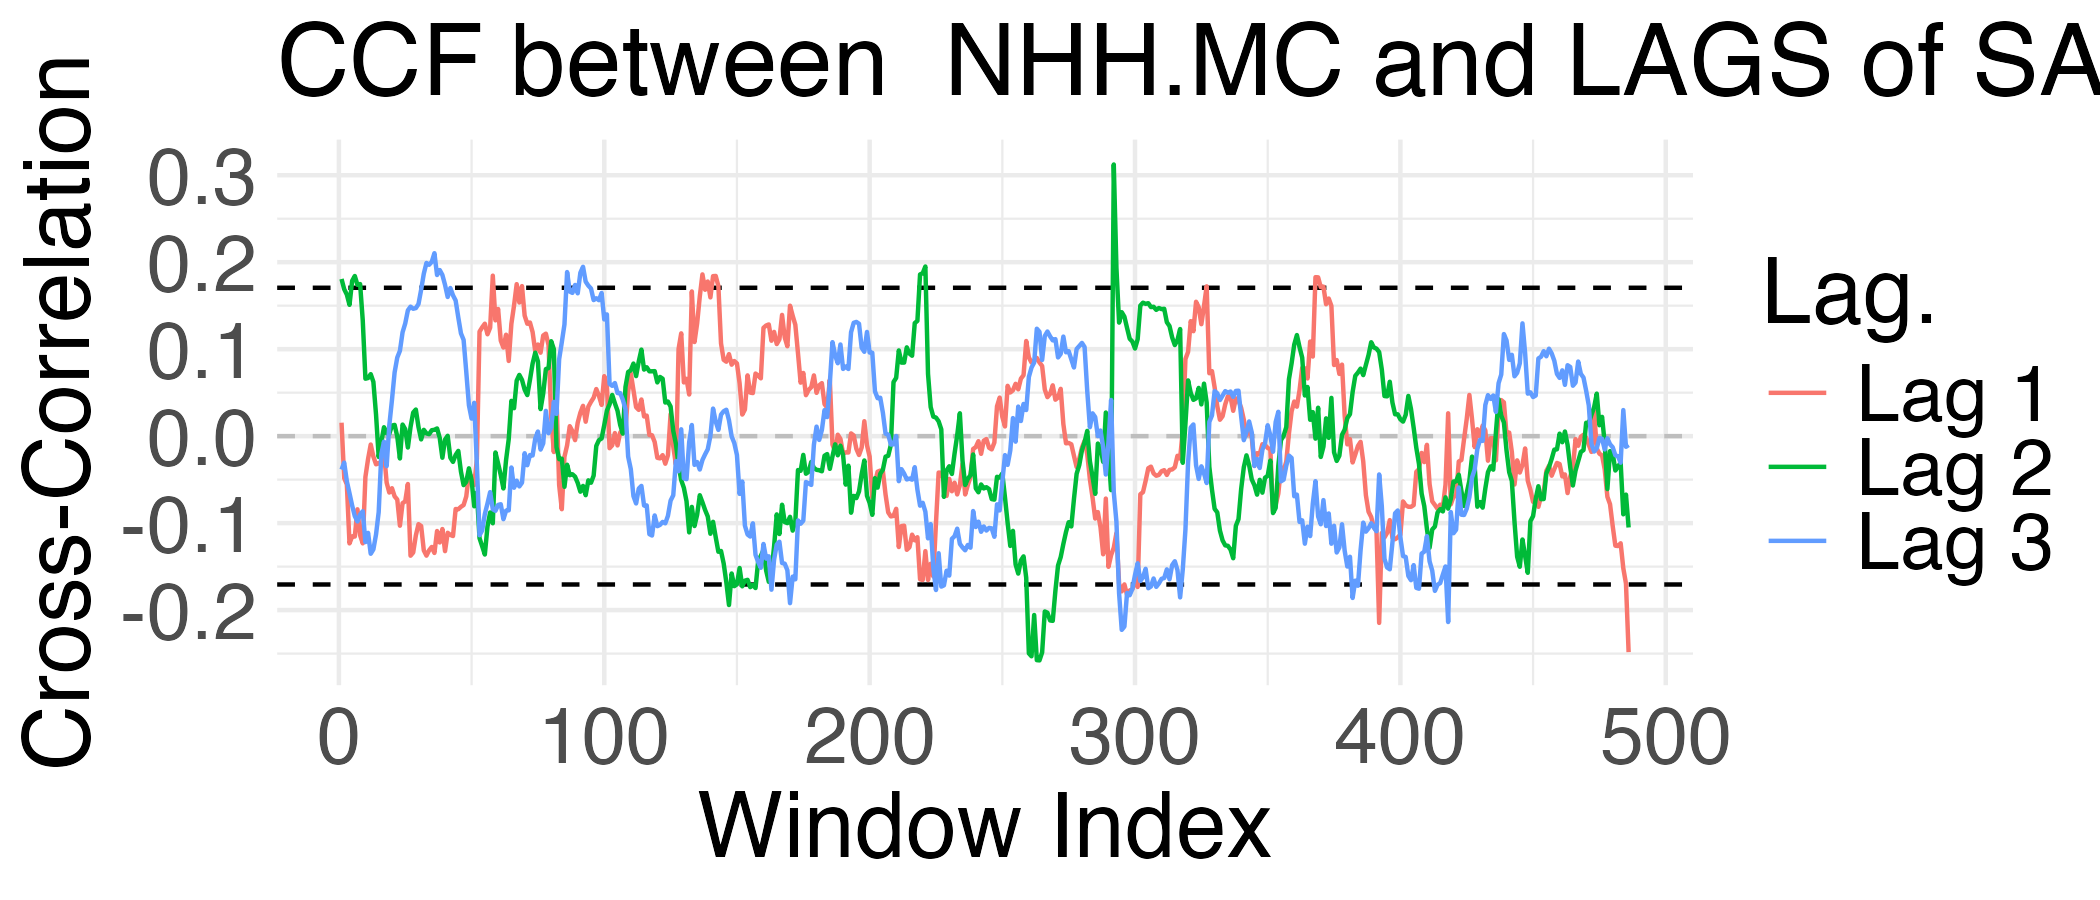 CCF between  NHH.MC and LAGS of SA
Cross-Correlation
0.3
0.2
0.1
0.0
-0.1
-0.2
0 100 200 300 400 500
Window Index
Lag.
Lag 1
Lag 2
Lag 3